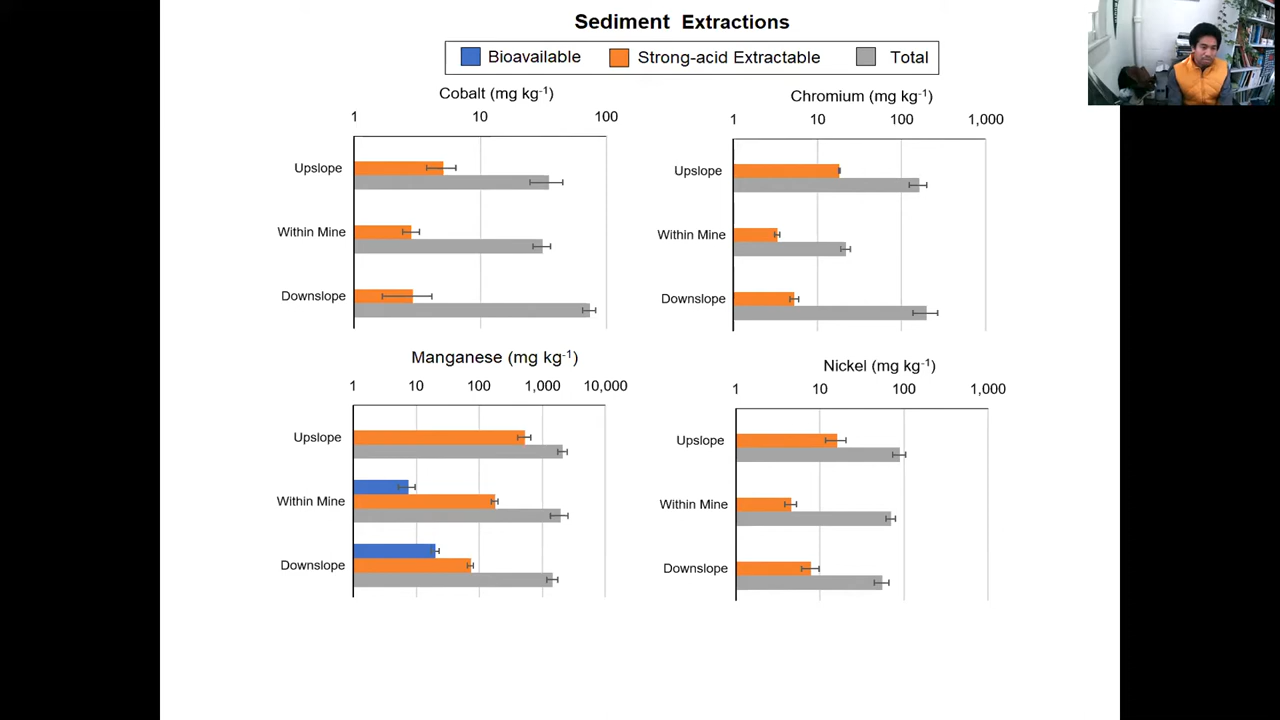 Sediment Extractions
Bioavailable Strong-acid Extractable Total
Cobalt (mg kg⁻¹)
1 10 100
Upslope
Within Mine
Downslope
Chromium (mg kg⁻¹)
1 10 100 1,000
Upslope
Within Mine
Downslope
Manganese (mg kg⁻¹)
1 10 100 1,000 10,000
Upslope
Within Mine
Downslope
Nickel (mg kg⁻¹)
1 10 100 1,000
Upslope
Within Mine
Downslope